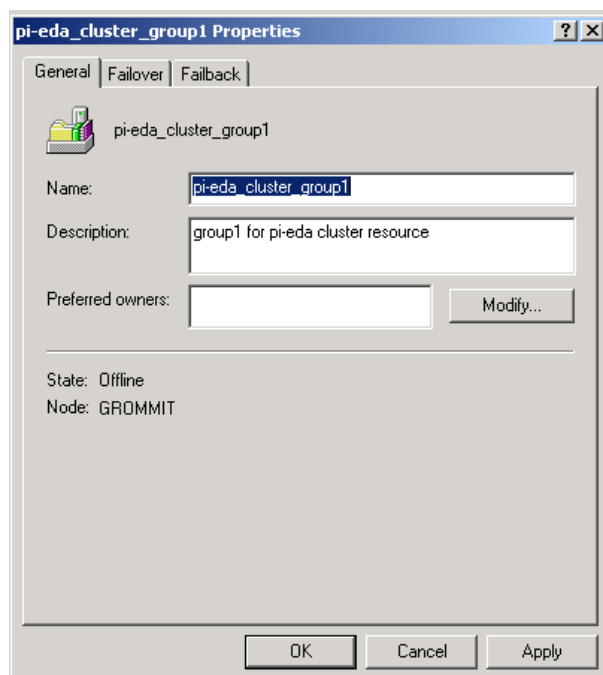 pi-eda_cluster_group1 Properties
General Failover Failback
pi-eda_cluster_group1
Name: pi-eda_cluster_group1
Description: group1 for pi-eda cluster resource
Preferred owners: Modify...
State: Offline
Node: GROMMIT
OK Cancel Apply